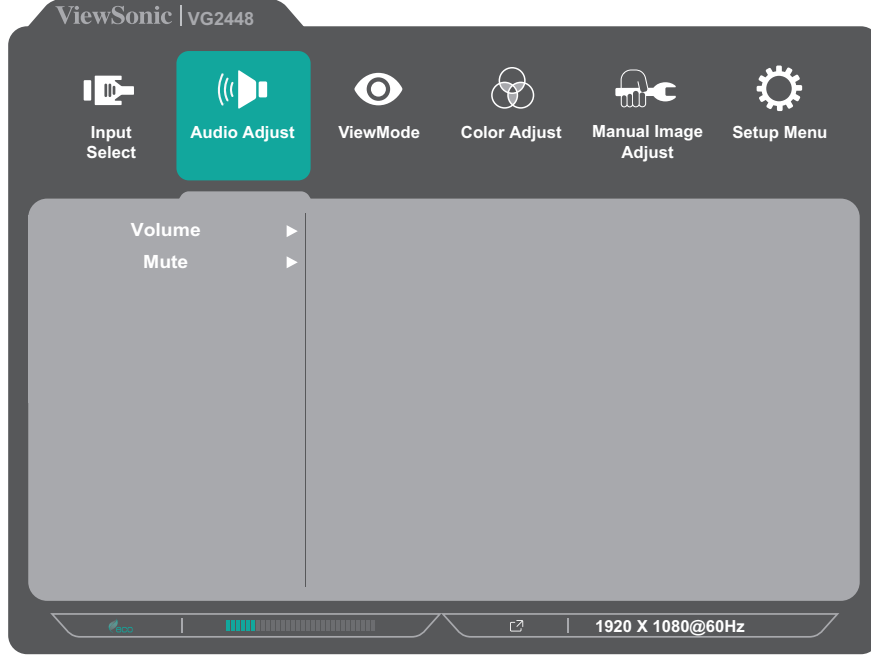 ViewSonic | VG2448
Input
Select
Audio Adjust
ViewMode
Color Adjust
Manual Image
Adjust
Setup Menu
Volume
Mute
eco
1920 X 1080@60Hz